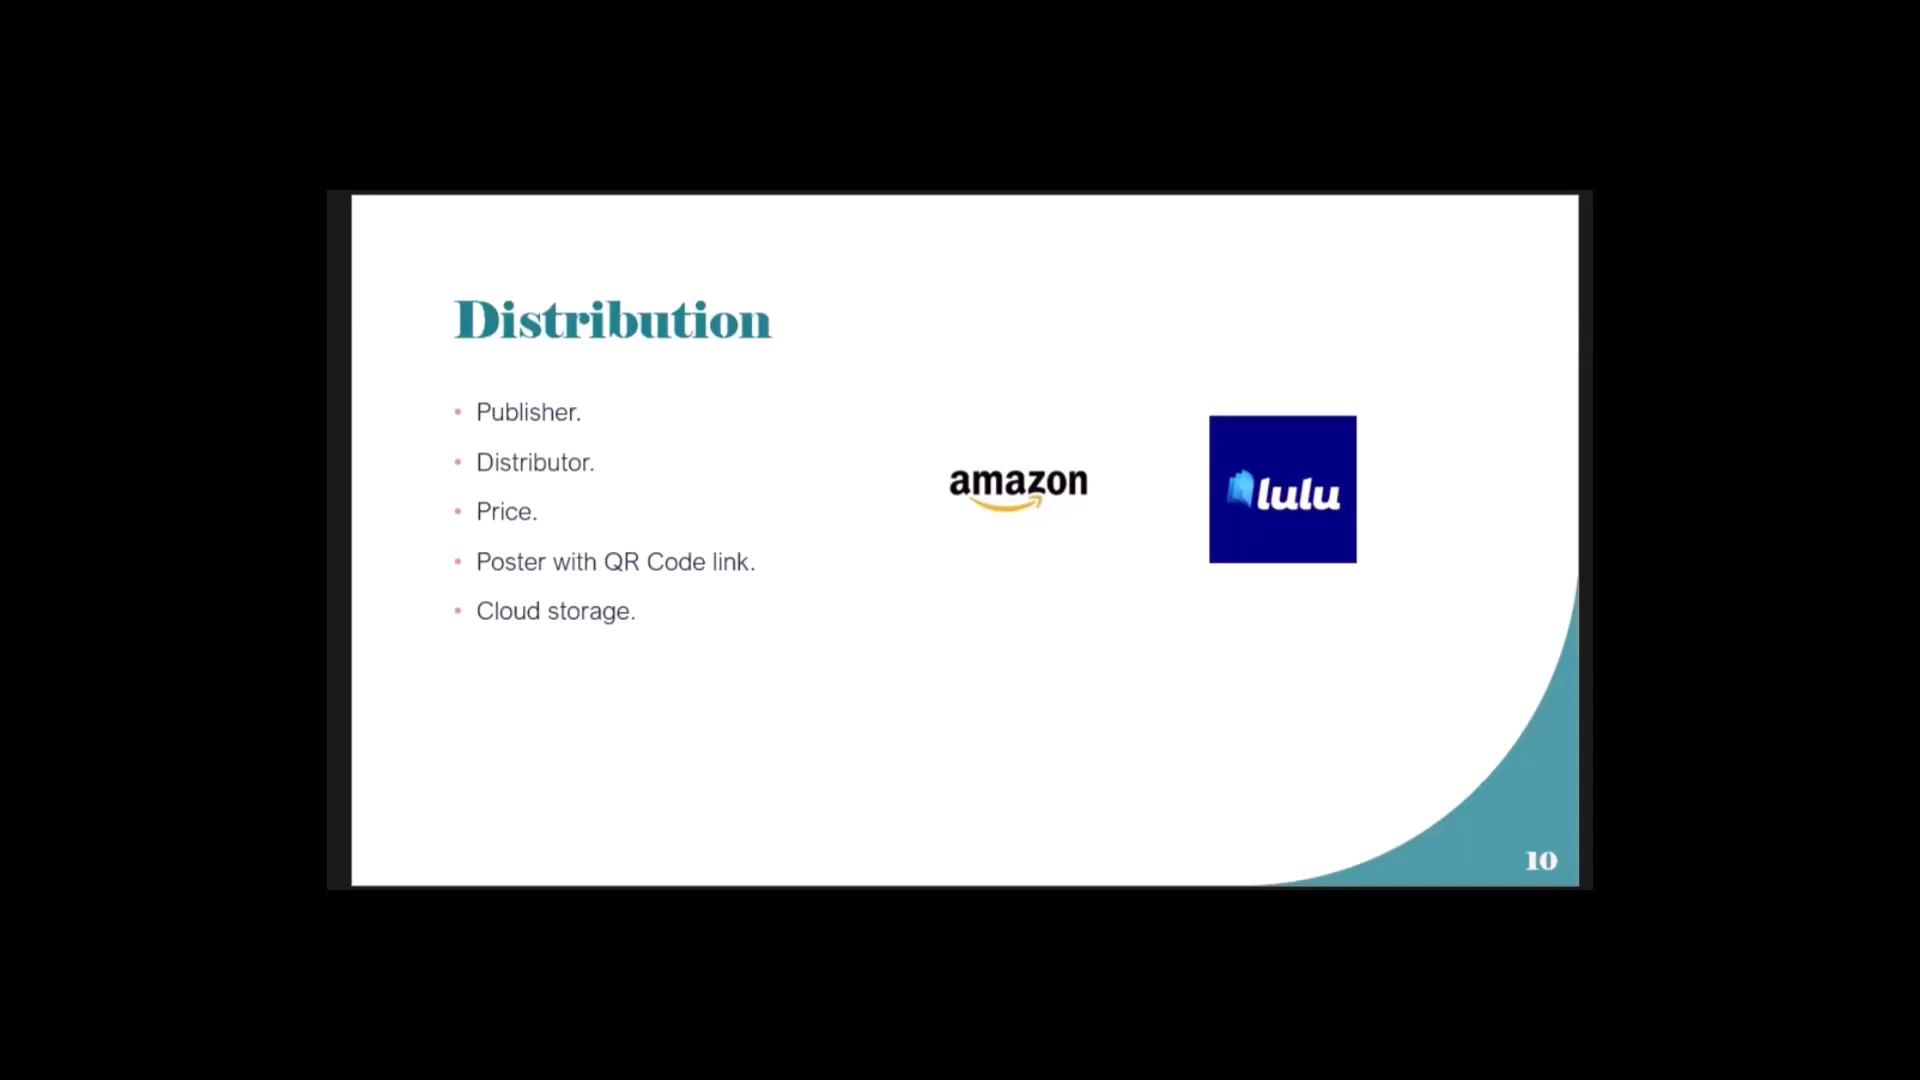 Distribution
• Publisher.
• Distributor.
• Price.
• Poster with QR Code link.
• Cloud storage.
amazon
lulu
10